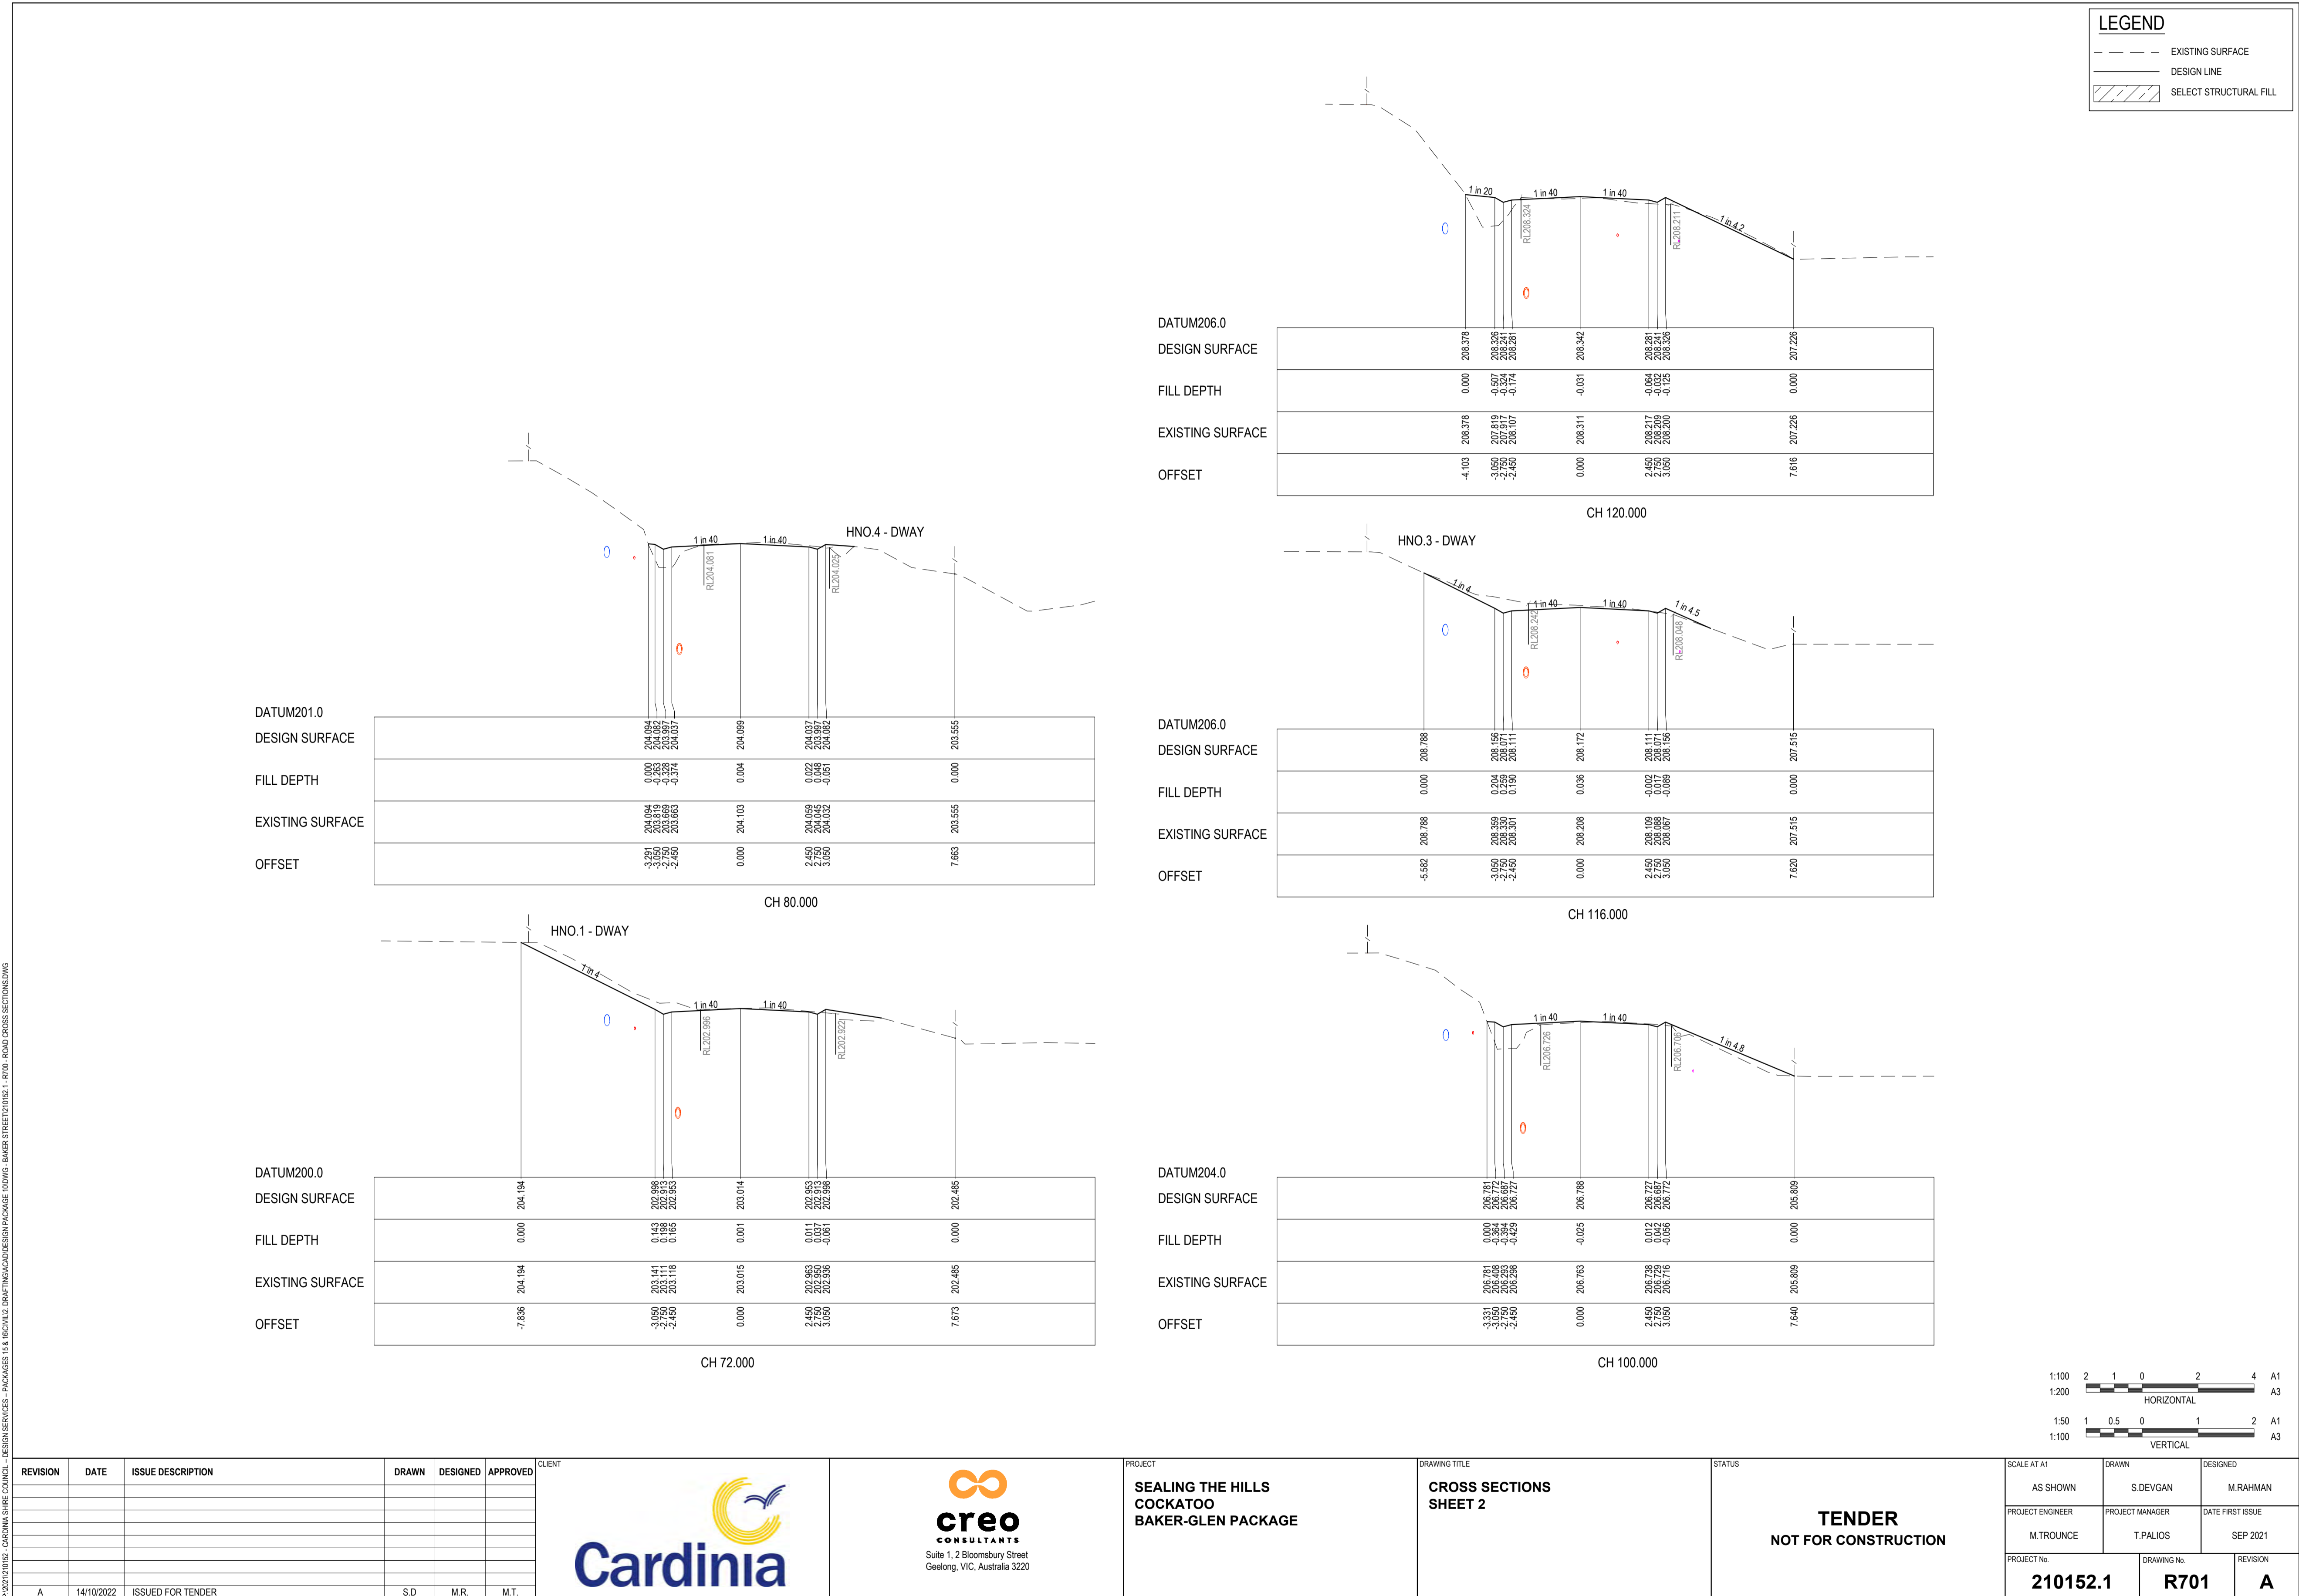 LEGEND
EXISTING SURFACE
DESIGN LINE
SELECT STRUCTURAL FILL
1 in 20
1 in 40
1 in 40
1 in 4.2
RL208.324
RL208.211
DATUM206.0
DESIGN SURFACE 208.378 208.326 208.241 208.281 208.342 208.281 208.241 208.326 207.226
FILL DEPTH 0.000 -0.507 -0.324 -0.174 -0.031 -0.064 -0.032 -0.125 0.000
EXISTING SURFACE 208.378 207.819 207.917 208.107 208.311 208.217 208.209 208.200 207.226
OFFSET -4.103 -3.050 -2.750 -2.450 0.000 2.450 2.750 3.050 7.616
CH 120.000
HNO.4 - DWAY
1 in 40
1 in 40
RL204.081
RL204.025
DATUM201.0
DESIGN SURFACE 204.094 204.082 203.997 204.037 204.099 204.037 203.997 204.082 203.555
FILL DEPTH 0.000 -0.263 -0.328 -0.374 0.004 0.022 0.048 -0.051 0.000
EXISTING SURFACE 204.094 203.819 203.669 203.663 204.103 204.059 204.045 204.032 203.555
OFFSET -3.291 -3.050 -2.750 -2.450 0.000 2.450 2.750 3.050 7.663
CH 80.000
HNO.3 - DWAY
1 in 4
1 in 40
1 in 40
1 in 4.5
RL208.242
RL208.048
DATUM206.0
DESIGN SURFACE 208.788 208.156 208.071 208.111 208.172 208.111 208.071 208.156 207.515
FILL DEPTH 0.000 0.204 0.259 0.190 0.036 -0.002 0.017 -0.089 0.000
EXISTING SURFACE 208.788 208.359 208.330 208.301 208.208 208.109 208.088 208.067 207.515
OFFSET -5.582 -3.050 -2.750 -2.450 0.000 2.450 2.750 3.050 7.620
CH 116.000
HNO.1 - DWAY
1 in 4
1 in 40
1 in 40
RL202.996
RL202.922
DATUM200.0
DESIGN SURFACE 204.194 202.998 202.913 202.953 203.014 202.953 202.913 202.998 202.485
FILL DEPTH 0.000 0.143 0.198 0.165 0.001 0.011 0.037 -0.061 0.000
EXISTING SURFACE 204.194 203.141 203.111 203.118 203.015 202.963 202.950 202.936 202.485
OFFSET -7.836 -3.050 -2.750 -2.450 0.000 2.450 2.750 3.050 7.673
CH 72.000
1 in 40
1 in 40
1 in 4.8
RL206.726
DATUM204.0
DESIGN SURFACE 206.781 206.772 206.687 206.727 206.788 206.727 206.687 206.772 205.809
FILL DEPTH 0.000 -0.364 -0.394 -0.429 -0.025 0.012 0.042 -0.056 0.000
EXISTING SURFACE 206.781 206.408 206.293 206.298 206.763 206.738 206.729 206.716 205.809
OFFSET -3.331 -3.050 -2.750 -2.450 0.000 2.450 2.750 3.050 7.640
CH 100.000
1:100 2 1 0 2 4 A1
1:200 A3
HORIZONTAL
1:50 1 0.5 0 1 2 A1
1:100 A3
VERTICAL
REVISION DATE ISSUE DESCRIPTION DRAWN DESIGNED APPROVED
A 14/10/2022 ISSUED FOR TENDER S.D M.R. M.T.
CLIENT
Cardinia
creo
CONSULTANTS
Suite 1, 2 Bloomsbury Street
Geelong, VIC, Australia 3220
PROJECT
SEALING THE HILLS
COCKATOO
BAKER-GLEN PACKAGE
DRAWING TITLE
CROSS SECTIONS
SHEET 2
STATUS
TENDER
NOT FOR CONSTRUCTION
SCALE AT A1 DRAWN DESIGNED
AS SHOWN S.DEVGAN M.RAHMAN
PROJECT ENGINEER PROJECT MANAGER DATE FIRST ISSUE
M.TROUNCE T.PALIOS SEP 2021
PROJECT No. DRAWING No. REVISION
210152.1 R701 A